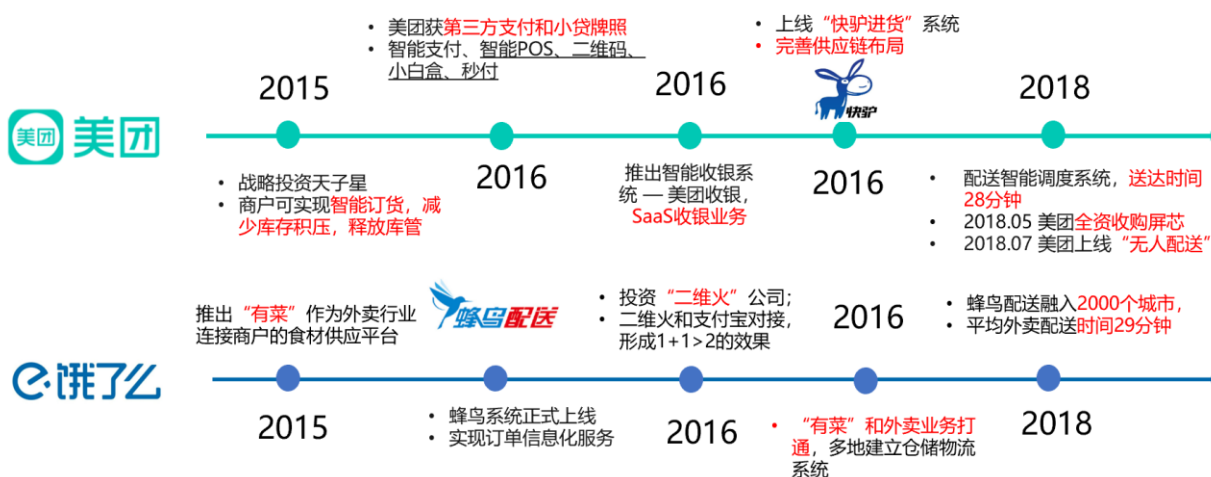 • 美团获第三方支付和小贷牌照
• 智能支付、智能POS、二维码、
小白盒、秒付
• 上线“快驴进货”系统
• 完善供应链布局
2015
2016
快驴
2018
美团
美团
• 战略投资天子星
• 商户可实现智能订货，减
少库存积压，释放库管
2016
推出智能收银系
统 — 美团收银，
SaaS收银业务
2016
• 配送智能调度系统，送达时间
28分钟
• 2018.05 美团全资收购屏芯
• 2018.07 美团上线“无人配送”
推出“有菜”作为外卖行业
连接商户的食材供应平台
蜂鸟配送
• 投资“二维火”公司；
• 二维火和支付宝对接，
形成1+1>2的效果
2016
• 蜂鸟配送融入2000个城市，
• 平均外卖配送时间29分钟
e饿了么
2015
• 蜂鸟系统正式上线
• 实现订单信息化服务
2016
• “有菜”和外卖业务打
通，多地建立仓储物流
系统
2018